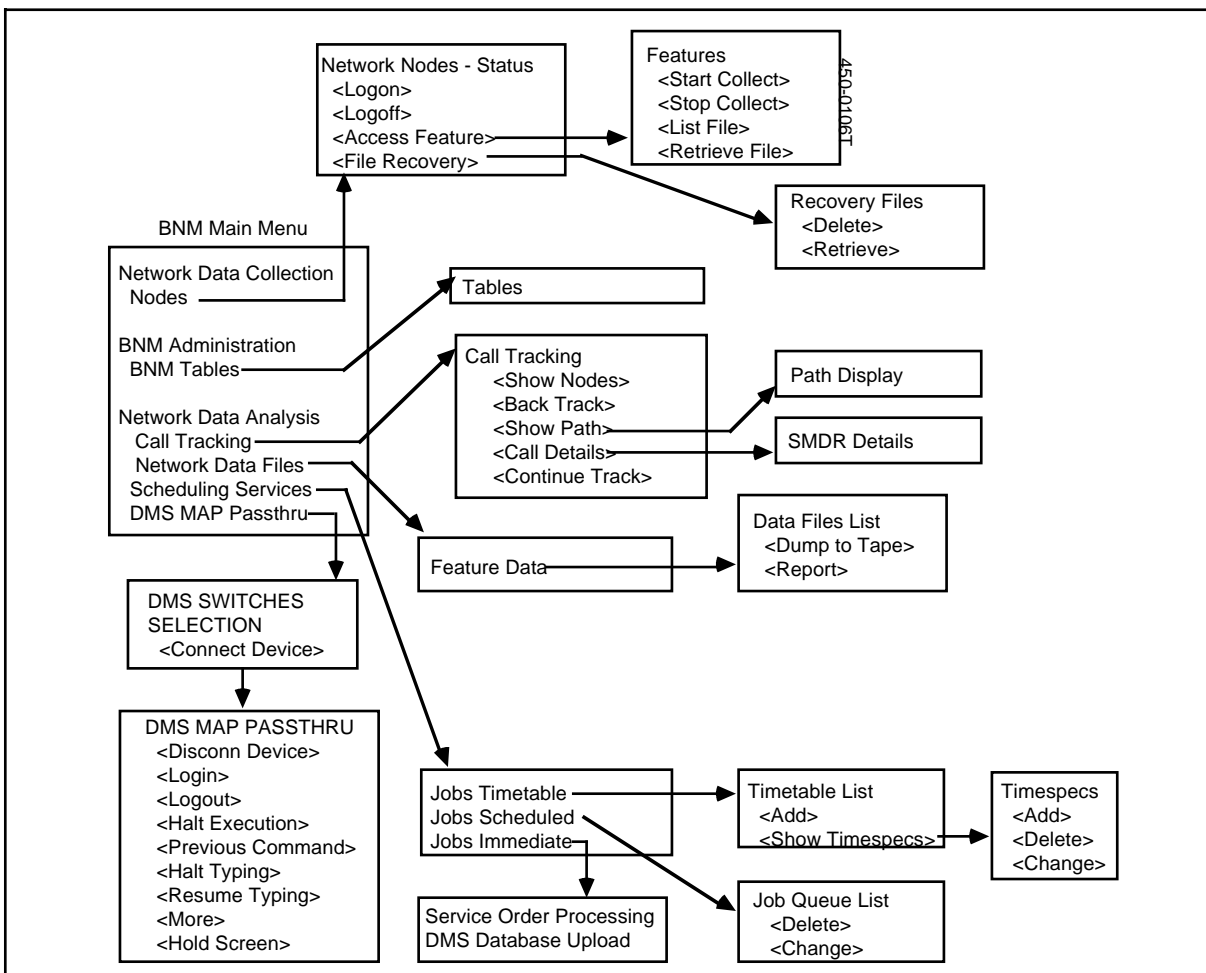 Network Nodes - Status
<Logon>
<Logoff>
<Access Feature>
<File Recovery>
Features
<Start Collect>
<Stop Collect>
<List File>
<Retrieve File>
450-0106T
Recovery Files
<Delete>
<Retrieve>
BNM Main Menu
Network Data Collection
Nodes
BNM Administration
BNM Tables
Network Data Analysis
Call Tracking
Network Data Files
Scheduling Services
DMS MAP Passthru
Tables
Call Tracking
<Show Nodes>
<Back Track>
<Show Path>
<Call Details>
<Continue Track>
Path Display
SMDR Details
Feature Data
Data Files List
<Dump to Tape>
<Report>
DMS SWITCHES
SELECTION
<Connect Device>
DMS MAP PASSTHRU
<Disconn Device>
<Login>
<Logout>
<Halt Execution>
<Previous Command>
<Halt Typing>
<Resume Typing>
<More>
<Hold Screen>
Jobs Timetable
Jobs Scheduled
Jobs Immediate
Timetable List
<Add>
<Show Timespecs>
Timespecs
<Add>
<Delete>
<Change>
Service Order Processing
DMS Database Upload
Job Queue List
<Delete>
<Change>